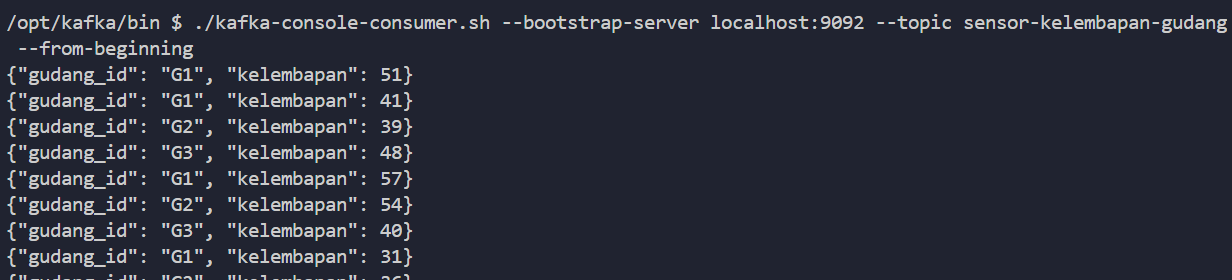 /opt/kafka/bin $ ./kafka-console-consumer.sh --bootstrap-server localhost:9092 --topic sensor-kelembapan-gudang
--from-beginning
{"gudang_id": "G1", "kelembapan": 51}
{"gudang_id": "G1", "kelembapan": 41}
{"gudang_id": "G2", "kelembapan": 39}
{"gudang_id": "G3", "kelembapan": 48}
{"gudang_id": "G1", "kelembapan": 57}
{"gudang_id": "G2", "kelembapan": 54}
{"gudang_id": "G3", "kelembapan": 40}
{"gudang_id": "G1", "kelembapan": 31}